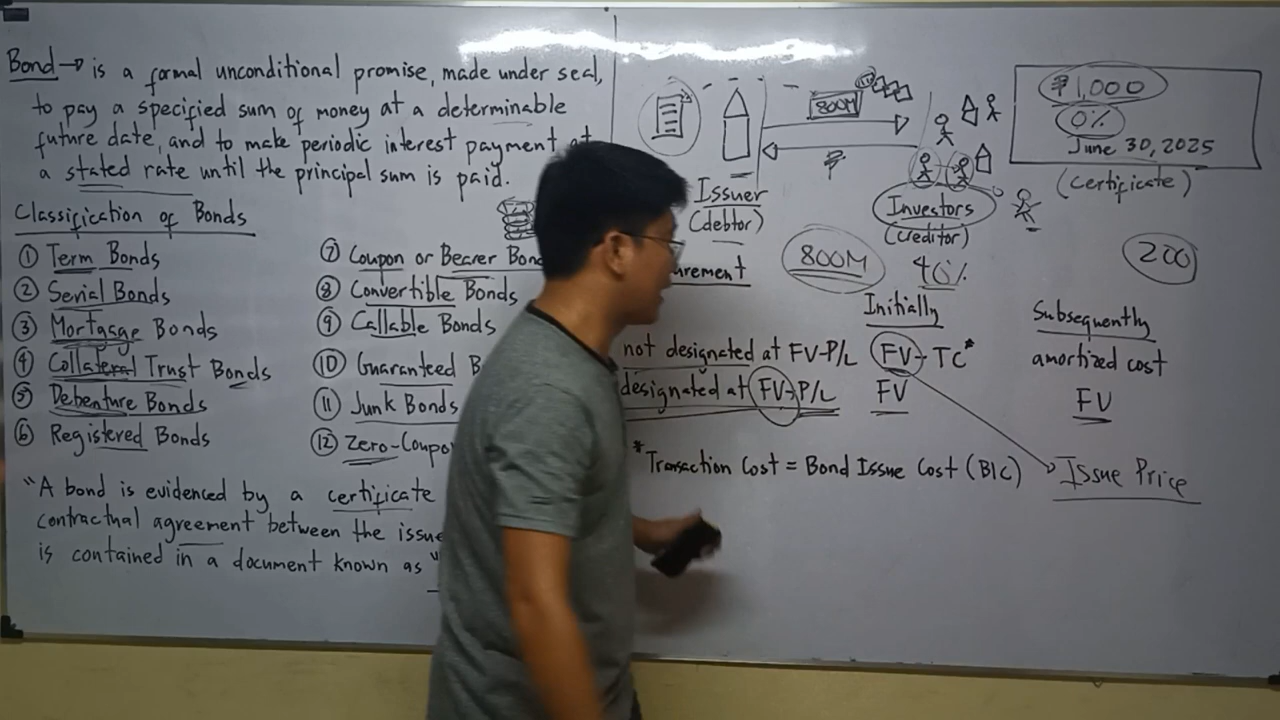 Bond → is a formal unconditional promise, made under seal,
to pay a specified sum of money at a determinable
future date, and to make periodic interest payment at
a stated rate until the principal sum is paid.
Classification of Bonds
① Term Bonds
② Serial Bonds
③ Mortgage Bonds
④ Collateral Trust Bonds
⑤ Debenture Bonds
⑥ Registered Bonds
⑦ Coupon or Bearer Bon
⑧ Convertible Bonds
⑨ Callable Bonds
⑩ Guaranteed B
⑪ Junk Bonds
⑫ Zero-Coupo
"A bond is evidenced by a certificate
contractual agreement between the issue
is contained in a document known as "
800M
₱
Issuer
(debtor)
Investors
(creditor)
₱1,000
0%
June 30, 2025
(certificate)
urement
800M
40%
200
Initially
Subsequently
not designated at FV-P/L FV - TC* amortized cost
designated at FV-P/L FV FV
*Transaction Cost = Bond Issue Cost (BIC)
Issue Price